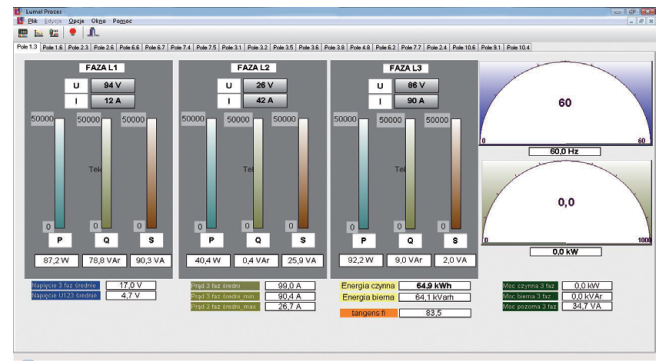 Lumel Proces
Plik Edycja Opcje Okno Pomoc
Pole 1.3 Pole 1.6 Pole 2.3 Pole 2.6 Pole 6.6 Pole 6.7 Pole 7.4 Pole 7.5 Pole 3.1 Pole 3.2 Pole 3.5 Pole 3.6 Pole 3.8 Pole 4.8 Pole 6.2 Pole 7.7 Pole 2.4 Pole 10.6 Pole 9.1 Pole 10.4
FAZA L1
U 94 V
I 12 A
50000 50000 50000
Tek
0 0 0
P Q S
87,2 W 78,8 VAr 90,3 VA
FAZA L2
U 26 V
I 42 A
50000 50000 50000
Tek
0 0 0
P Q S
40,4 W 0,4 VAr 25,9 VA
FAZA L3
U 86 V
I 90 A
50000 50000 50000
Tek
0 0 0
P Q S
92,2 W 9,0 VAr 2,0 VA
60
0 60
60,0 Hz
0,0
0 1000
0,0 kW
Napięcie 3 faz średnie 17,0 V
Napięcie U123 średnie 4,7 V
Prąd 3 faz średni 99,0 A
Prąd 3 faz średni_min 90,4 A
Prąd 3 faz średni_max 26,7 A
Energia czynna 64,9 kWh
Energia bierna 64,1 kvarh
tangens fi 83,5
Moc czynna 3 faz 0,0 kW
Moc bierna 3 faz 0,0 kVAr
Moc pozorna 3 faz 34,7 VA